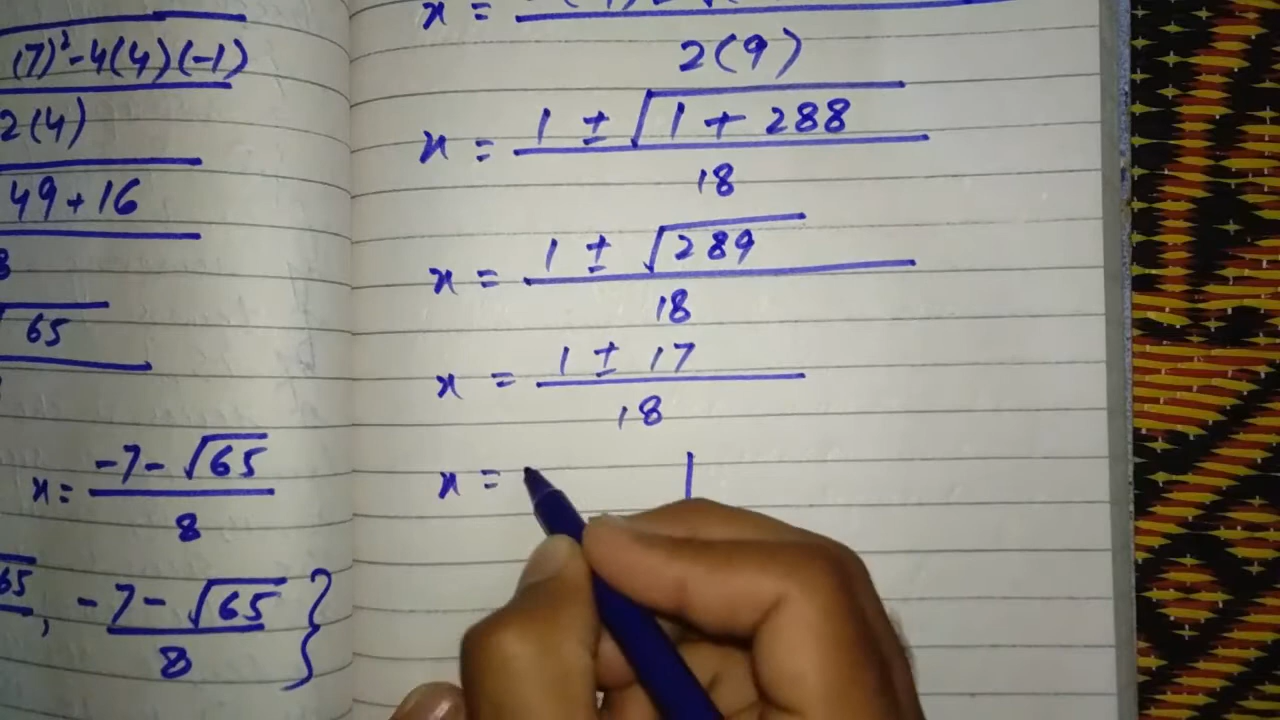 (7)² - 4(4)(-1)
2(4)
49 + 16
8
√65
x = -7 - √65 / 8
√65 , -7 - √65 / 8 }
x =
2(9)
x = 1 ± √1 + 288 / 18
x = 1 ± √289 / 18
x = 1 ± 17 / 18
x =